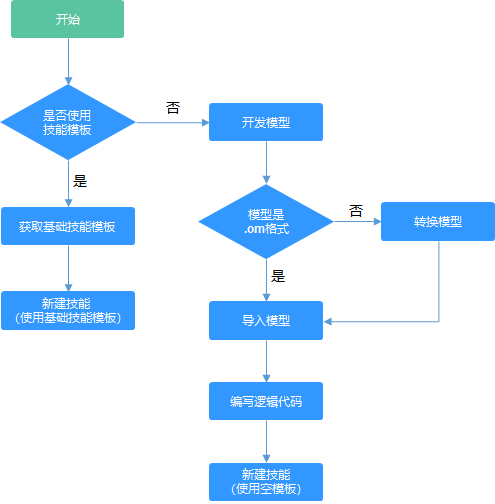 开始
是否使用
技能模板
否
开发模型
是
获取基础技能模板
新建技能
（使用基础技能模板）
模型是
.om格式
否
转换模型
是
导入模型
编写逻辑代码
新建技能
（使用空模板）